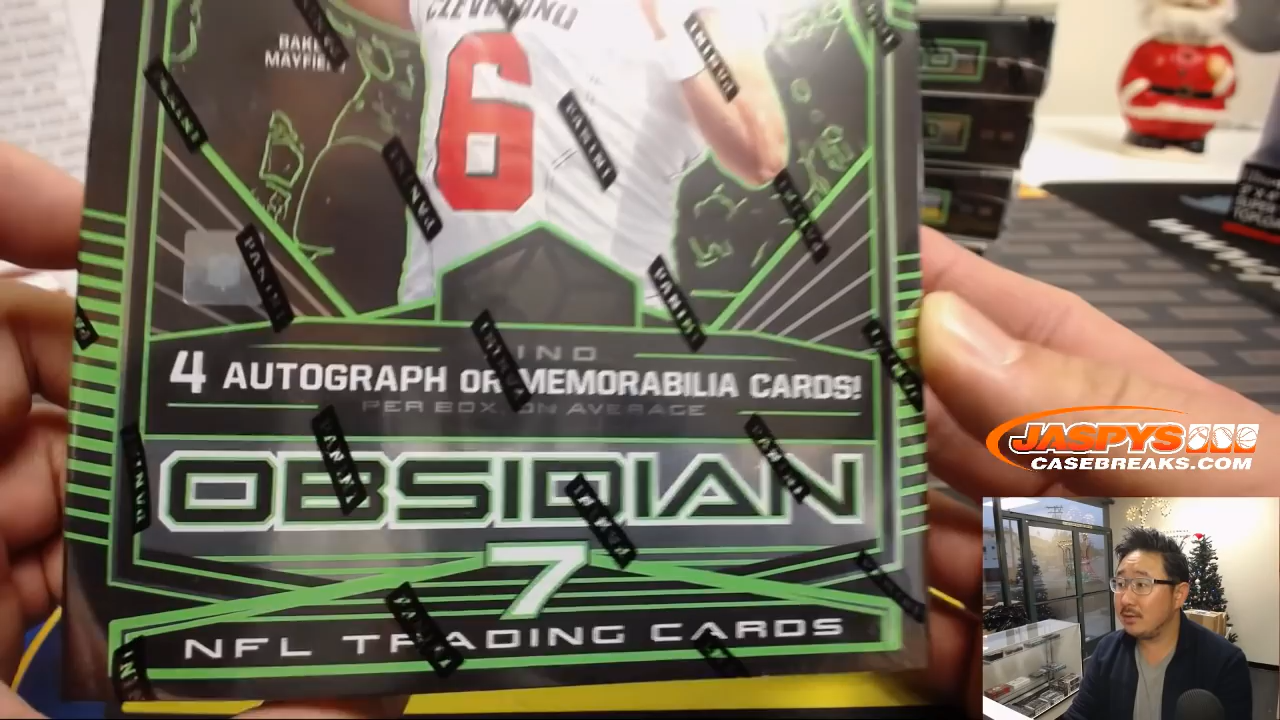 CLEVELAND
BAKER
MAYFIELD
6
FIND
4 AUTOGRAPH OR MEMORABILIA CARDS!
PER BOX, ON AVERAGE
OBSIDIAN
7
NFL TRADING CARDS
PANINI
JASPYS
CASEBREAKS.COM